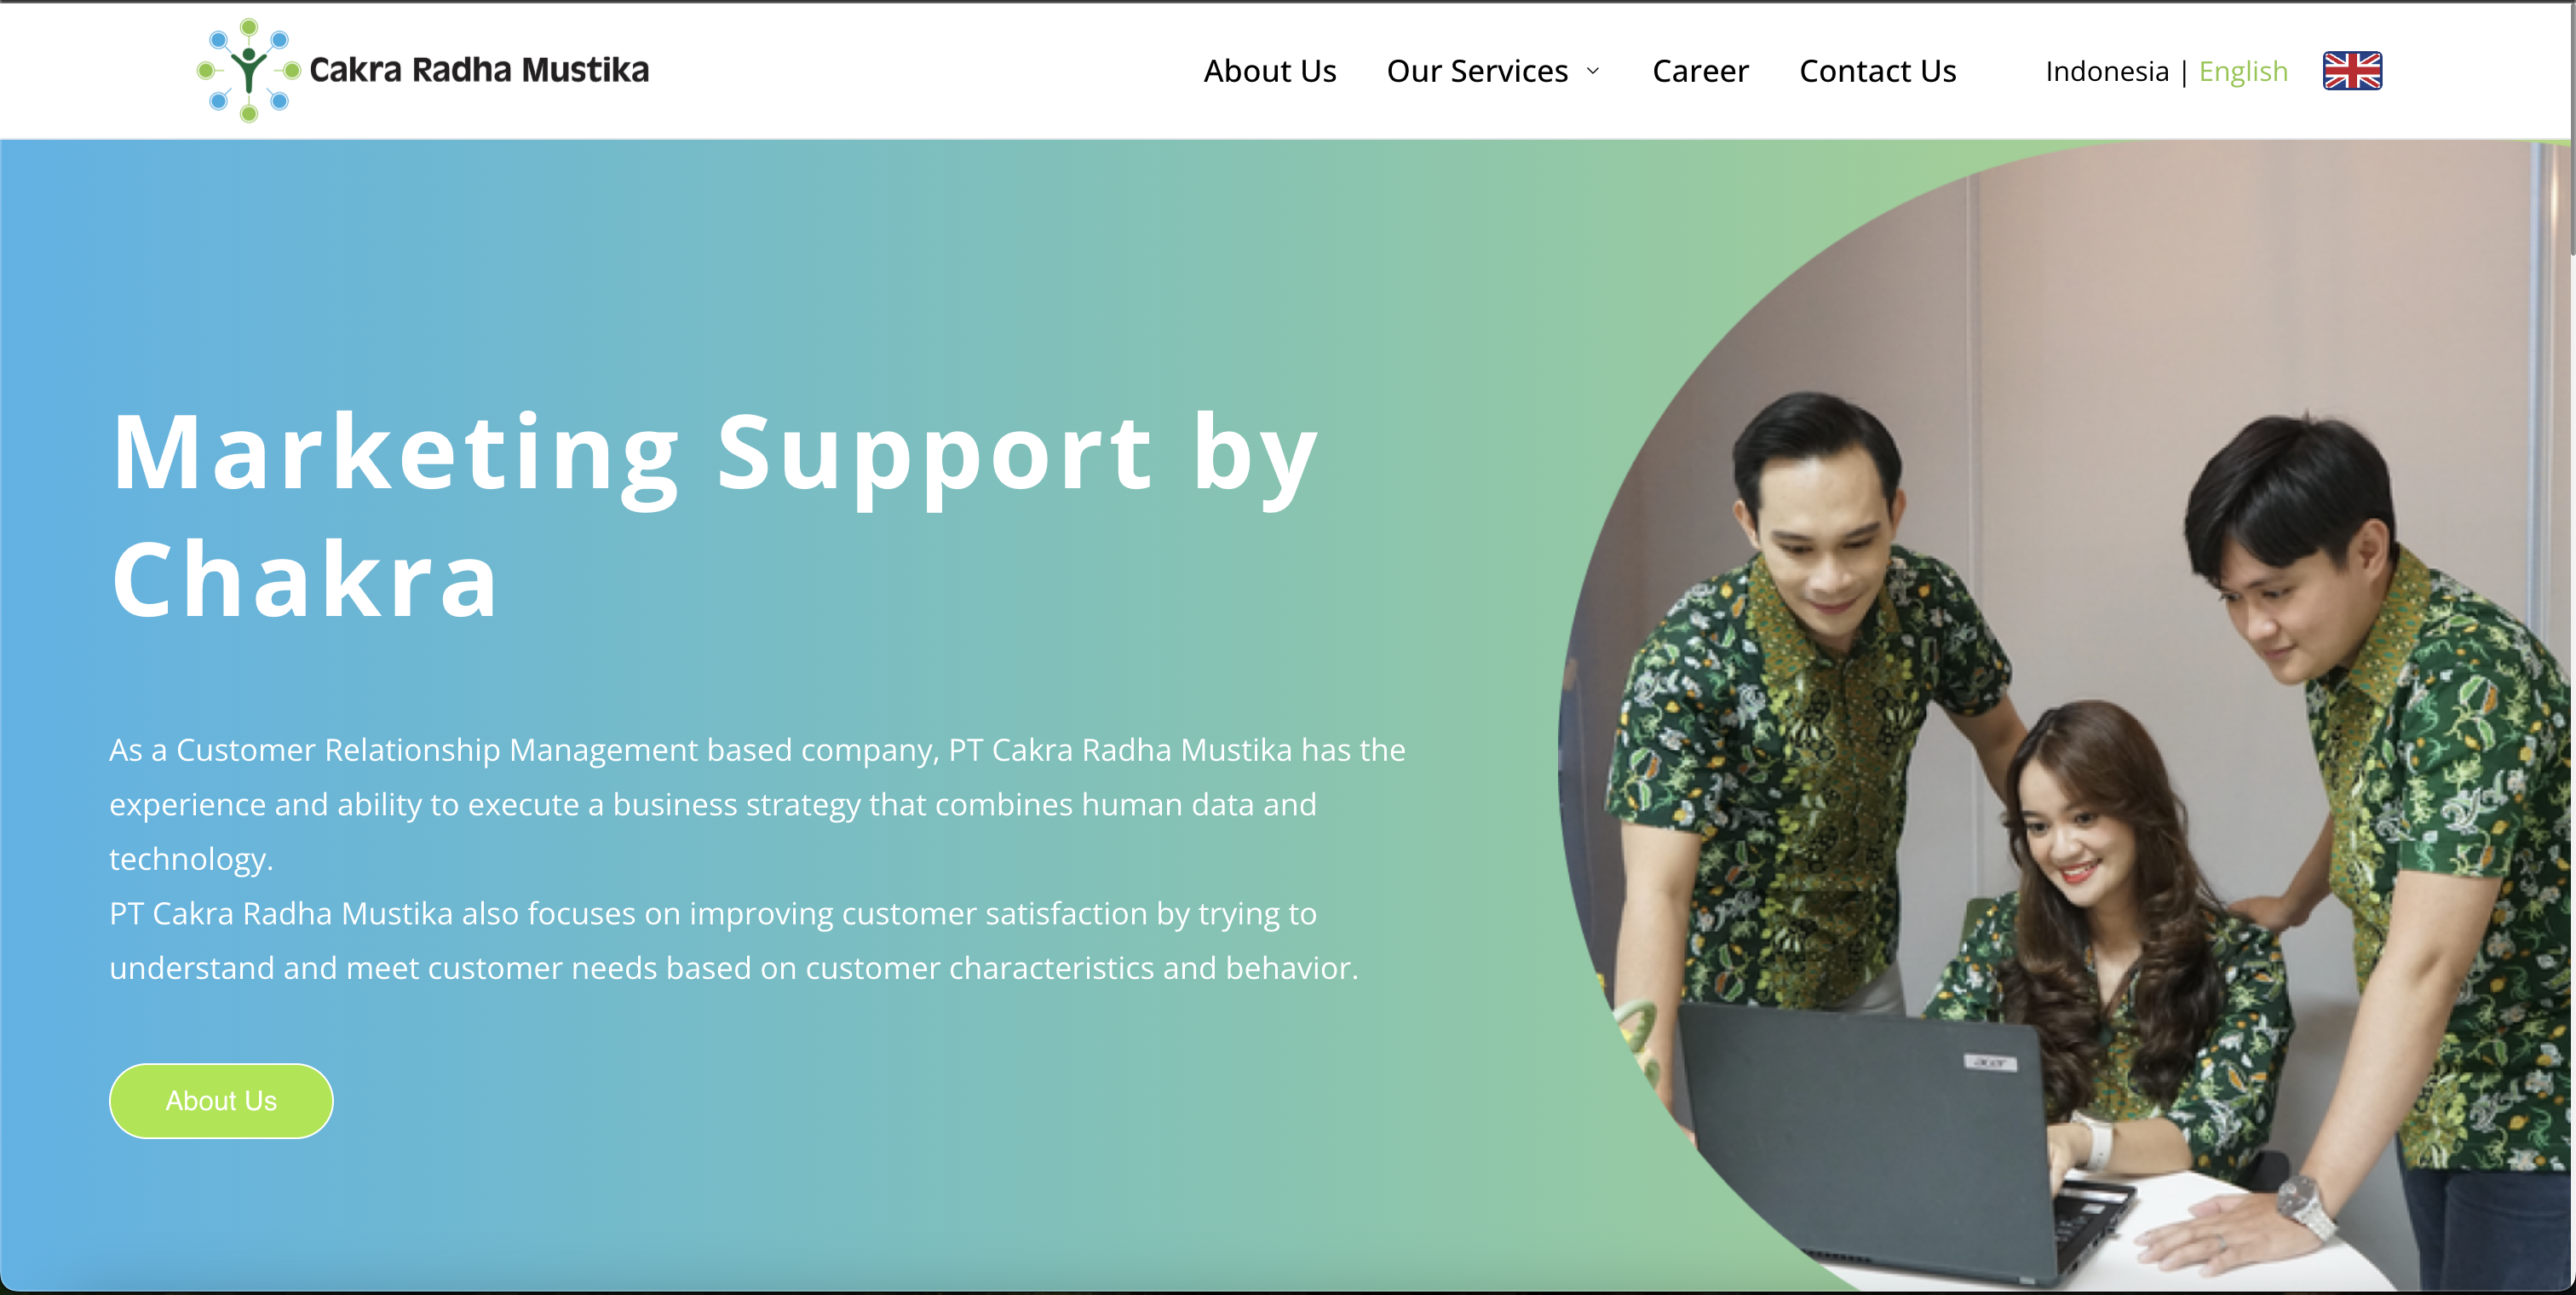 Cakra Radha Mustika
About Us
Our Services
Career
Contact Us
Indonesia | English
Marketing Support by
Chakra
As a Customer Relationship Management based company, PT Cakra Radha Mustika has the
experience and ability to execute a business strategy that combines human data and
technology.
PT Cakra Radha Mustika also focuses on improving customer satisfaction by trying to
understand and meet customer needs based on customer characteristics and behavior.
About Us
acer